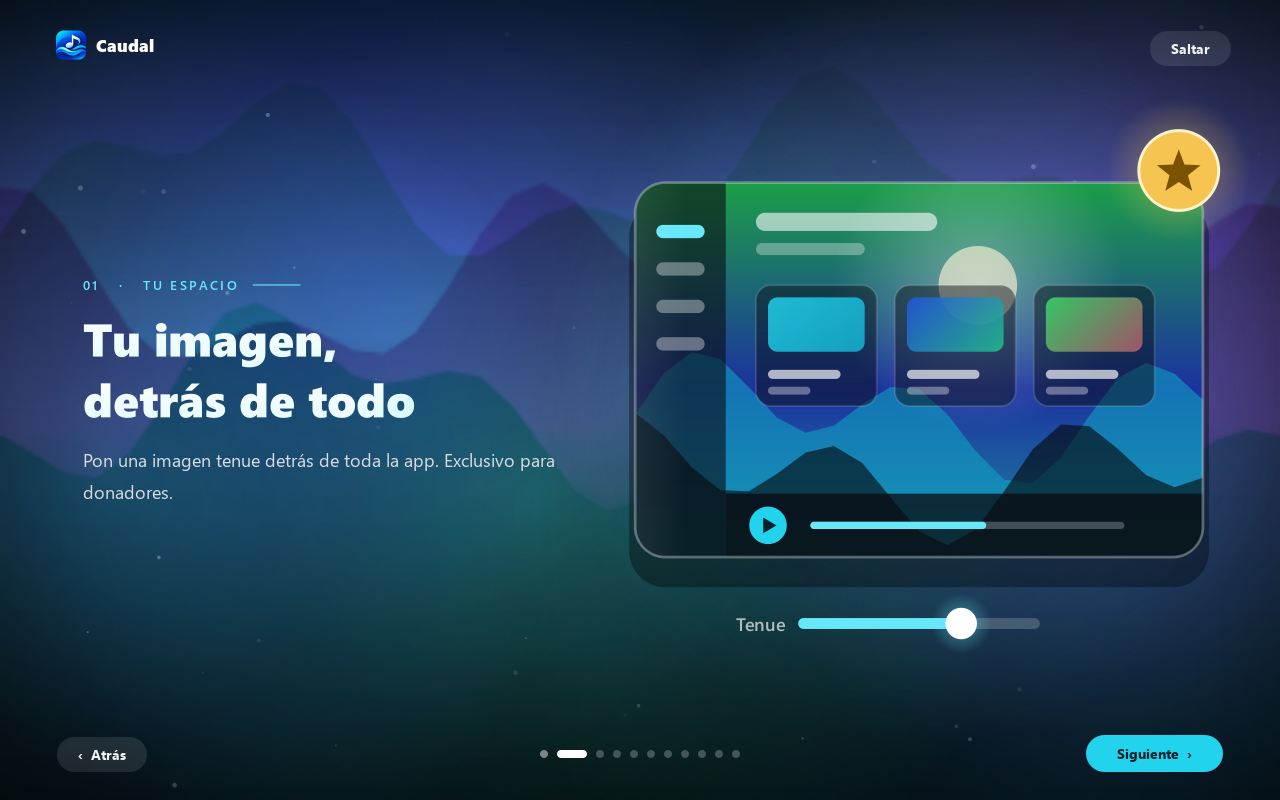 Caudal
Saltar
01 · TU ESPACIO
Tu imagen,
detrás de todo
Pon una imagen tenue detrás de toda la app. Exclusivo para
donadores.
Tenue
‹ Atrás
Siguiente ›